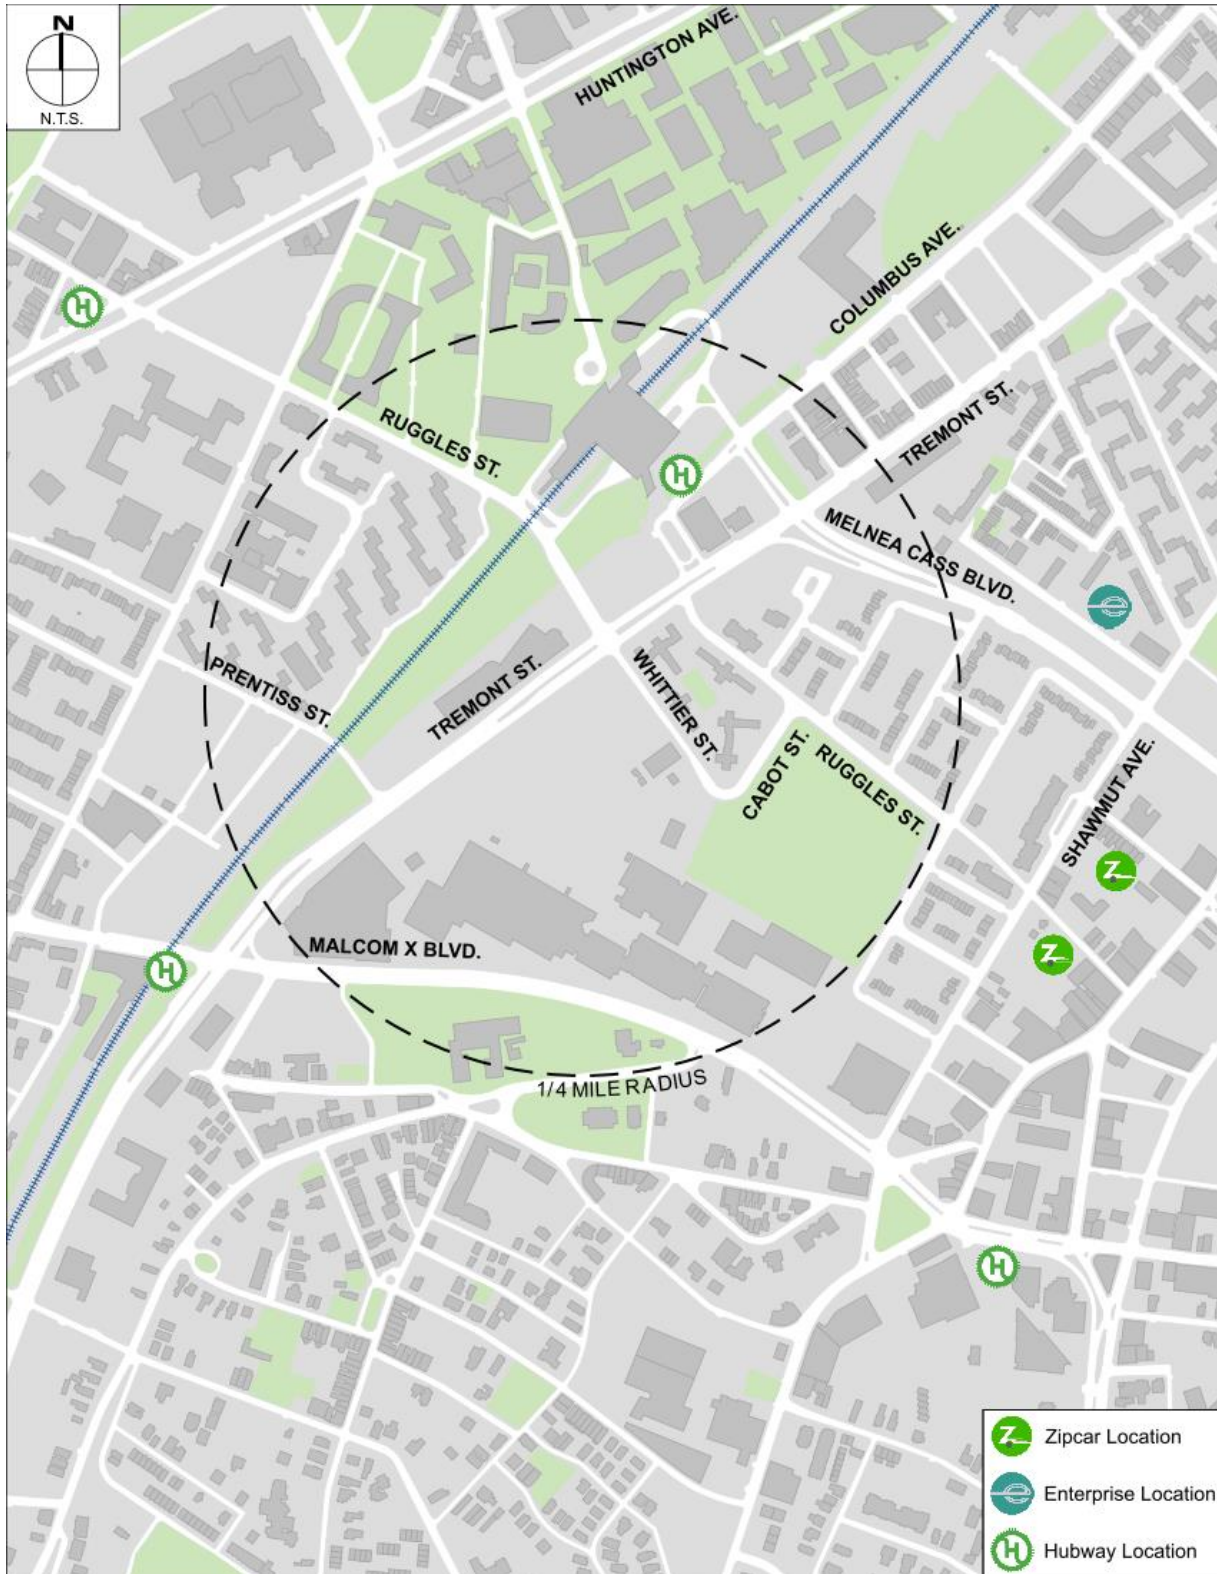 N
N.T.S.
HUNTINGTON AVE.
COLUMBUS AVE.
RUGGLES ST.
TREMONT ST.
MELNEA CASS BLVD.
PRENTISS ST.
TREMONT ST.
WHITTIER ST.
CABOT ST.
RUGGLES ST.
SHAWMUT AVE.
MALCOM X BLVD.
1/4 MILE RADIUS
Zipcar Location
Enterprise Location
Hubway Location
H
H
H
H
H
Z
Z
Z
e
e